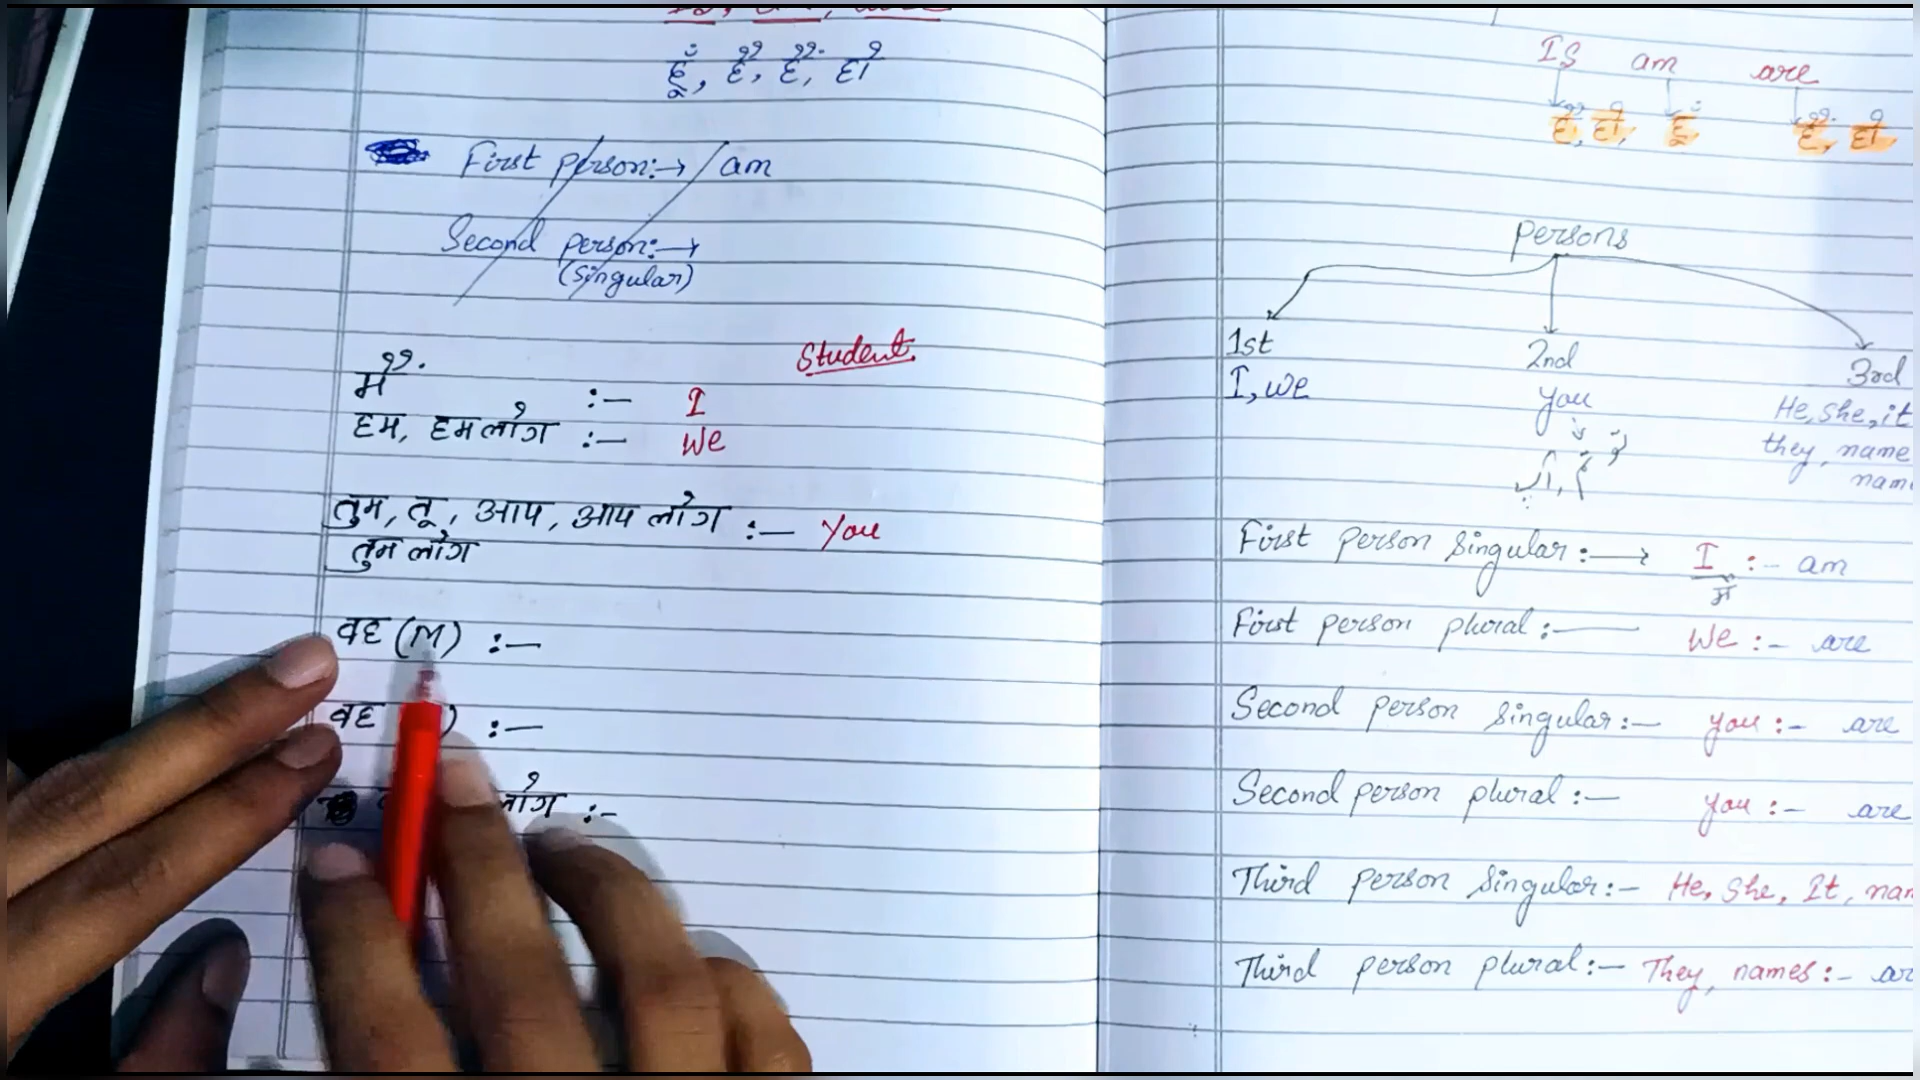 हूँ, है, हैं, हो
First person:→ am
Second person:→
(singular)
Student
मैं :— I
हम, हमलोग :— We
तुम, तू, आप, आप लोग :— You
तुम लोग
वह (M) :—
वह ) :—
लोग :-
IS am are
है, हो, हूँ हैं, हो
Persons
1st 2nd 3rd
I, we you He, she, it
they, name
تو
تم, آپ
First person singular:→ I :- am
मैं
First person plural:— We :- are
Second person singular:— you :- are
Second person plural:— you :- are
Third person singular:— He, She, It,
Third person plural:— They, names:-